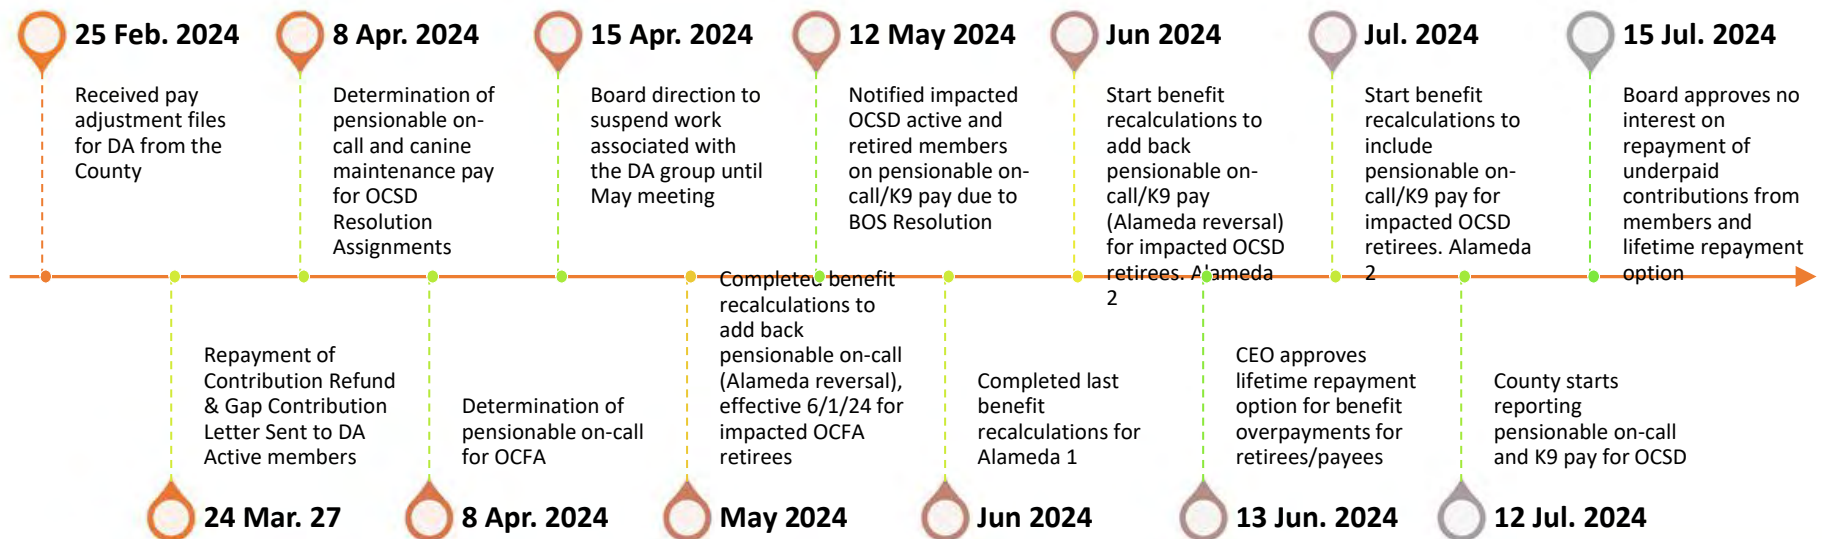 25 Feb. 2024
Received pay
adjustment files
for DA from the
County
8 Apr. 2024
Determination of
pensionable on-
call and canine
maintenance pay
for OCSD
Resolution
Assignments
15 Apr. 2024
Board direction to
suspend work
associated with
the DA group until
May meeting
12 May 2024
Notified impacted
OCSD active and
retired members
on pensionable on-
call/K9 pay due to
BOS Resolution
Jun 2024
Start benefit
recalculations to
add back
pensionable on-
call/K9 pay
(Alameda reversal)
for impacted OCSD
retirees. Alameda
2
Jul. 2024
Start benefit
recalculations to
include
pensionable on-
call/K9 pay for
impacted OCSD
retirees. Alameda
2
15 Jul. 2024
Board approves no
interest on
repayment of
underpaid
contributions from
members and
lifetime repayment
option
Repayment of
Contribution Refund
& Gap Contribution
Letter Sent to DA
Active members
24 Mar. 27
Determination of
pensionable on-call
for OCFA
8 Apr. 2024
Completed benefit
recalculations to
add back
pensionable on-call
(Alameda reversal),
effective 6/1/24 for
impacted OCFA
retirees
May 2024
Completed last
benefit
recalculations for
Alameda 1
Jun 2024
CEO approves
lifetime repayment
option for benefit
overpayments for
retirees/payees
13 Jun. 2024
County starts
reporting
pensionable on-call
and K9 pay for OCSD
12 Jul. 2024